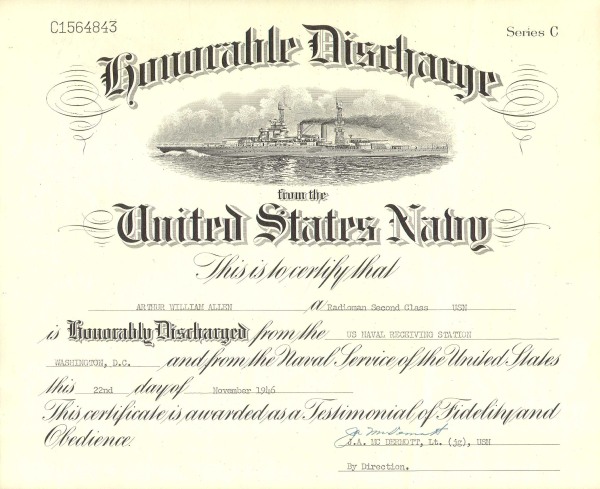 C1564843 Series C
Honorable Discharge
from the
United States Navy
This is to certify that
ARTHUR WILLIAM ALLEN a Radioman Second Class USN
is Honorably Discharged from the US NAVAL RECEIVING STATION
WASHINGTON, D.C. and from the Naval Service of the United States
this 22nd day of November 1946
This certificate is awarded as a Testimonial of Fidelity and
Obedience. J.A. McDermott
J.A. MC DERMOTT, Lt. (jg), USN
By Direction.